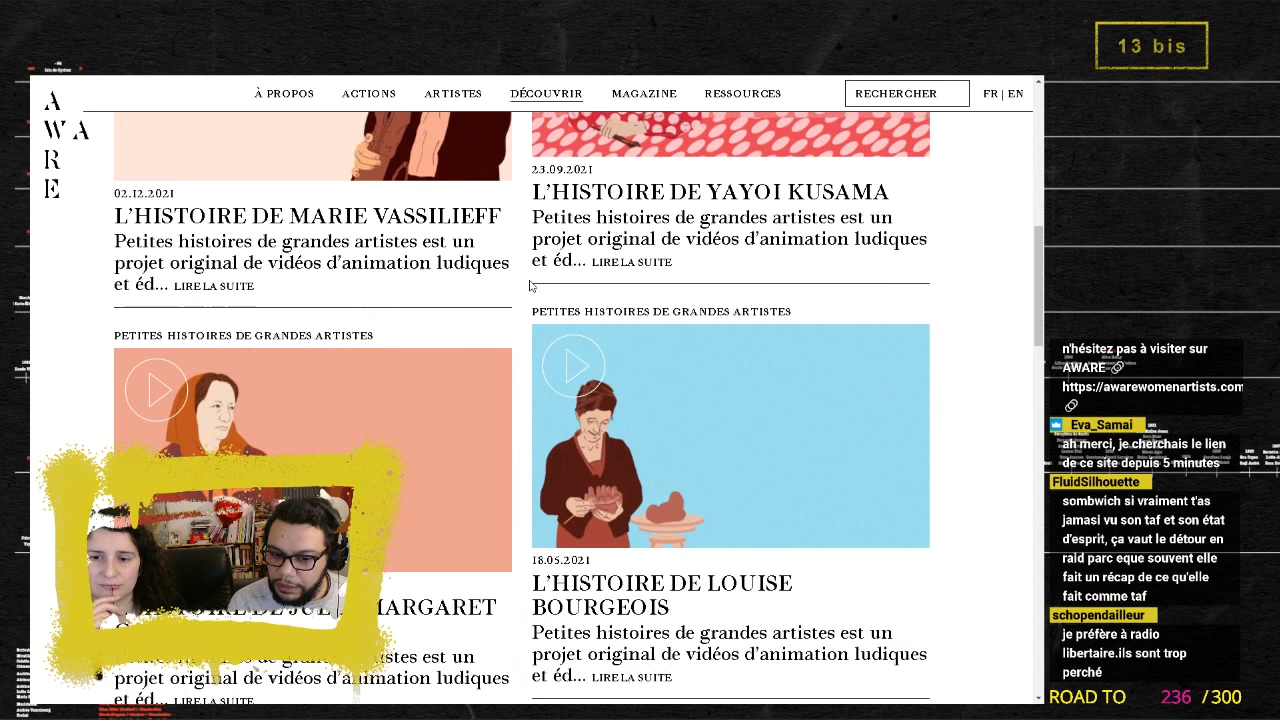 13 bis
A
W A
R
E
À PROPOS
ACTIONS
ARTISTES
DÉCOUVRIR
MAGAZINE
RESSOURCES
RECHERCHER
FR | EN
02.12.2021
L'HISTOIRE DE MARIE VASSILIEFF
Petites histoires de grandes artistes est un
projet original de vidéos d'animation ludiques
et éd... LIRE LA SUITE
PETITES HISTOIRES DE GRANDES ARTISTES
MARGARET
stes est un
projet original de vidéos d'animation ludiques
et éd... LIRE LA SUITE
23.09.2021
L'HISTOIRE DE YAYOI KUSAMA
Petites histoires de grandes artistes est un
projet original de vidéos d'animation ludiques
et éd... LIRE LA SUITE
PETITES HISTOIRES DE GRANDES ARTISTES
18.05.2021
L'HISTOIRE DE LOUISE
BOURGEOIS
Petites histoires de grandes artistes est un
projet original de vidéos d'animation ludiques
et éd... LIRE LA SUITE
n'hésitez pas à visiter sur
AWARE
https://awarewomenartists.com
Eva_Samai
ah merci, je cherchais le lien
de ce site depuis 5 minutes
FluidSilhouette
sombwich si vraiment t'as
jamasi vu son taf et son état
d'esprit, ça vaut le détour en
raid parc eque souvent elle
fait un récap de ce qu'elle
fait comme taf
schopendailleur
je préfère à radio
libertaire.ils sont trop
perché
ROAD TO 236 / 300